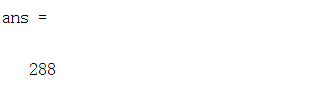 ans =
288